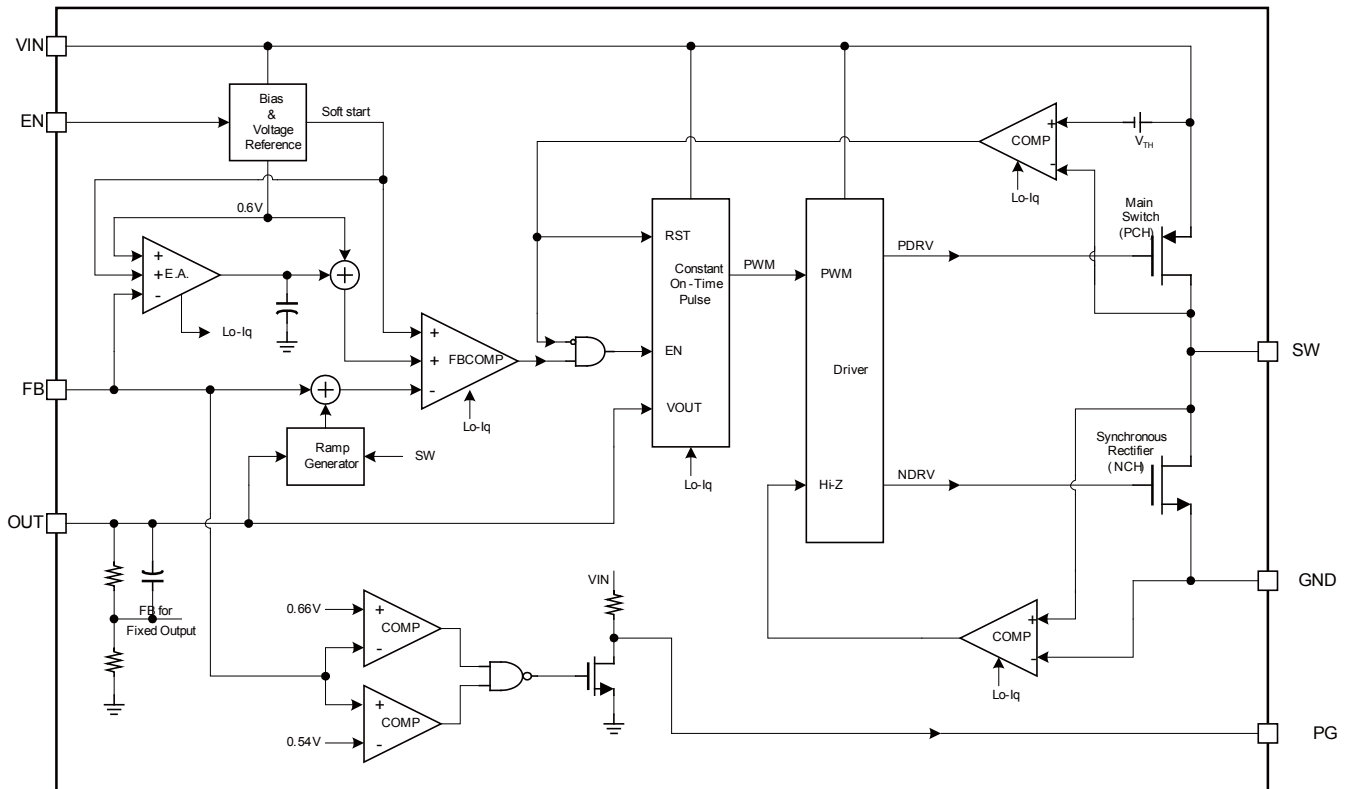 VIN
EN
Bias
&
Voltage
Reference
Soft start
0.6V
+
+
-
E.A.
Lo-Iq
+
FB
+
+
-
FBCOMP
Lo-Iq
+
Ramp
Generator
SW
OUT
FB for
Fixed Output
0.66V
+
-
COMP
+
-
COMP
0.54V
VIN
RST
EN
VOUT
Constant
On-Time
Pulse
Lo-Iq
PWM
PWM
Driver
Hi-Z
PDRV
NDRV
COMP
+
-
Lo-Iq
VTH
Main
Switch
(PCH)
SW
Synchronous
Rectifier
(NCH)
GND
COMP
+
-
Lo-Iq
PG